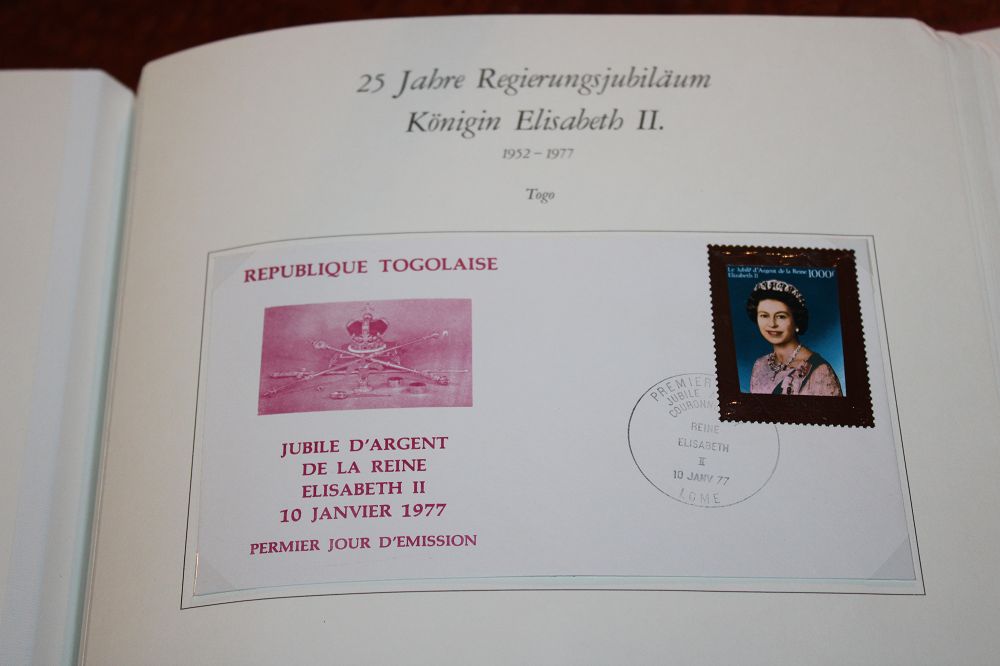 25 Jahre Regierungsjubiläum
Königin Elisabeth II.
1952 – 1977
Togo
REPUBLIQUE TOGOLAISE
JUBILE D'ARGENT
DE LA REINE
ELISABETH II
10 JANVIER 1977
PERMIER JOUR D'EMISSION
Le Jubilé d'Argent de la Reine 1000F
Elizabeth II
PREMIER
JUBILE
REINE
ELISABETH
II
10 JANV 77
LOME